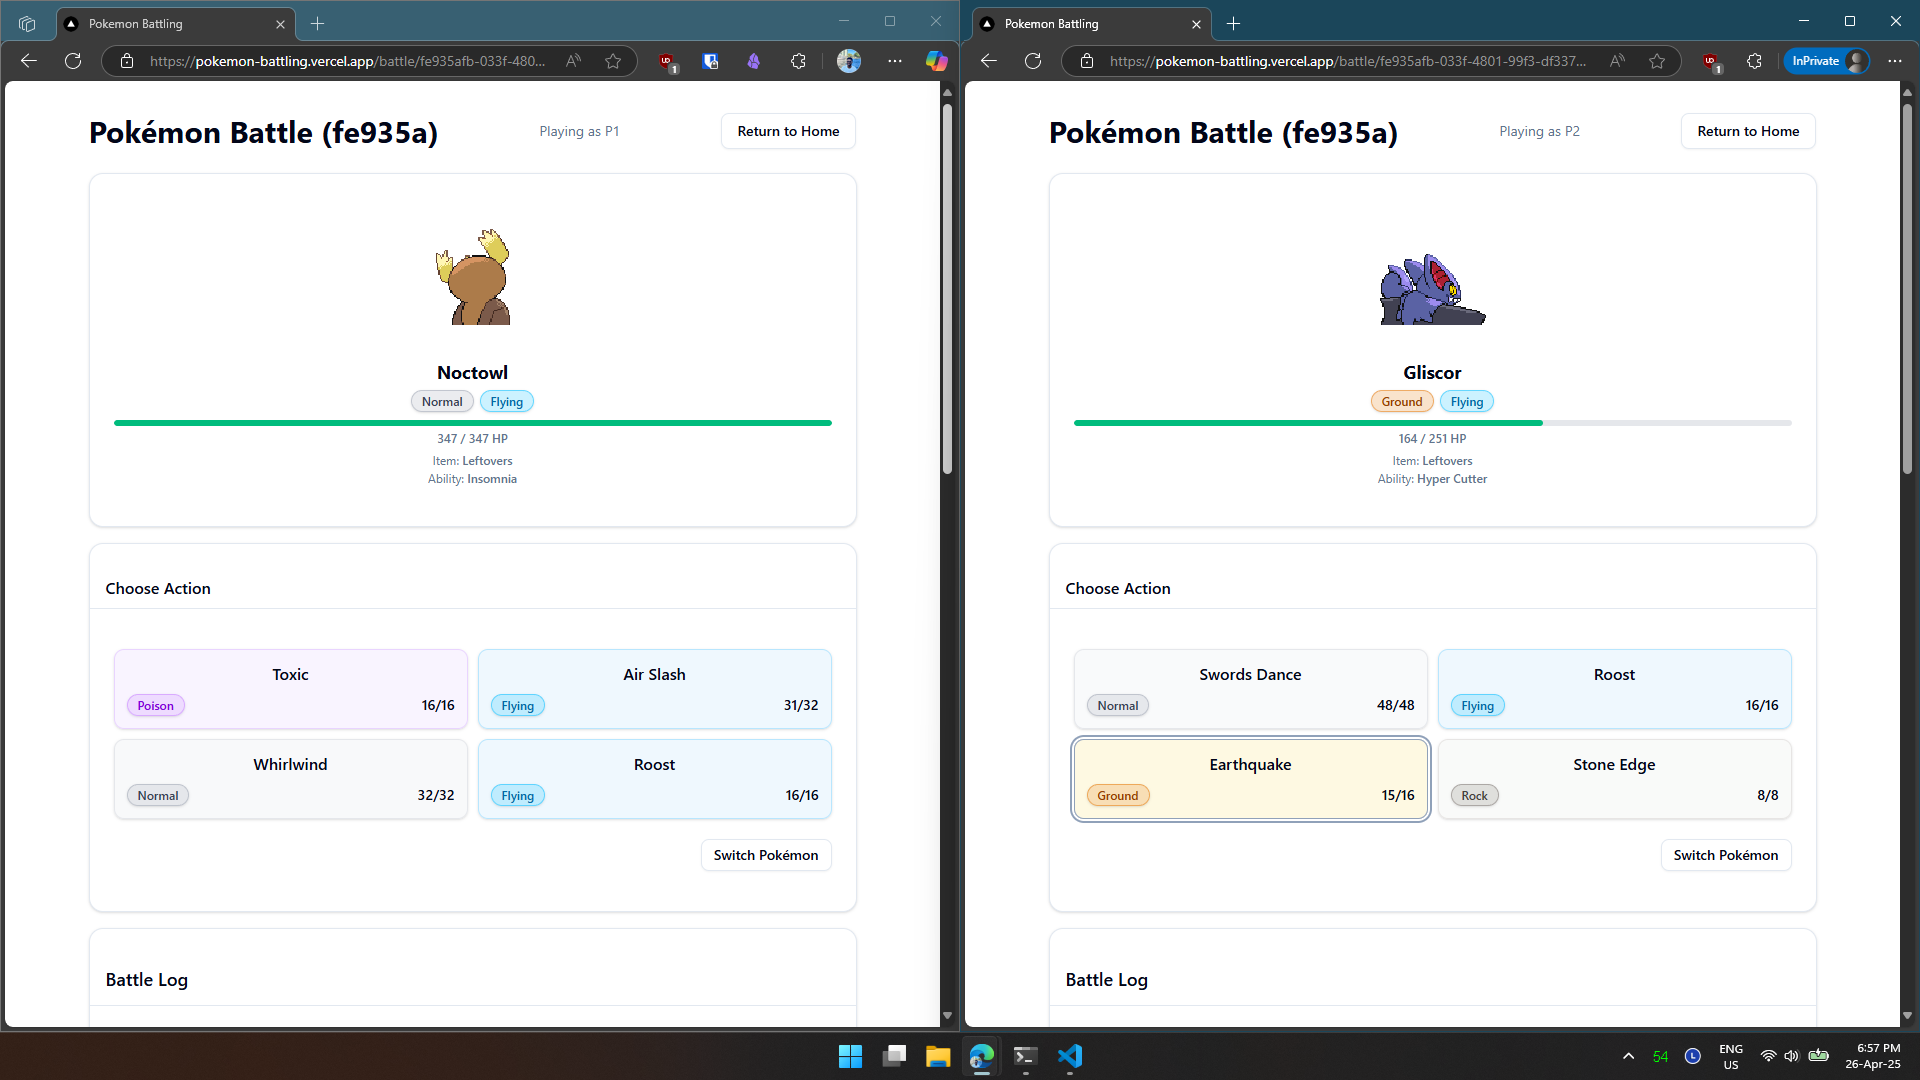 Pokemon Battling
https://pokemon-battling.vercel.app/battle/fe935afb-033f-480...
Pokémon Battle (fe935a)
Playing as P1
Return to Home
Noctowl
Normal
Flying
347 / 347 HP
Item: Leftovers
Ability: Insomnia
Choose Action
Toxic
Poison
16/16
Air Slash
Flying
31/32
Whirlwind
Normal
32/32
Roost
Flying
16/16
Switch Pokémon
Battle Log
Pokemon Battling
https://pokemon-battling.vercel.app/battle/fe935afb-033f-4801-99f3-df337...
InPrivate
Pokémon Battle (fe935a)
Playing as P2
Return to Home
Gliscor
Ground
Flying
164 / 251 HP
Item: Leftovers
Ability: Hyper Cutter
Choose Action
Swords Dance
Normal
48/48
Roost
Flying
16/16
Earthquake
Ground
15/16
Stone Edge
Rock
8/8
Switch Pokémon
Battle Log
54
ENG
US
6:57 PM
26-Apr-25